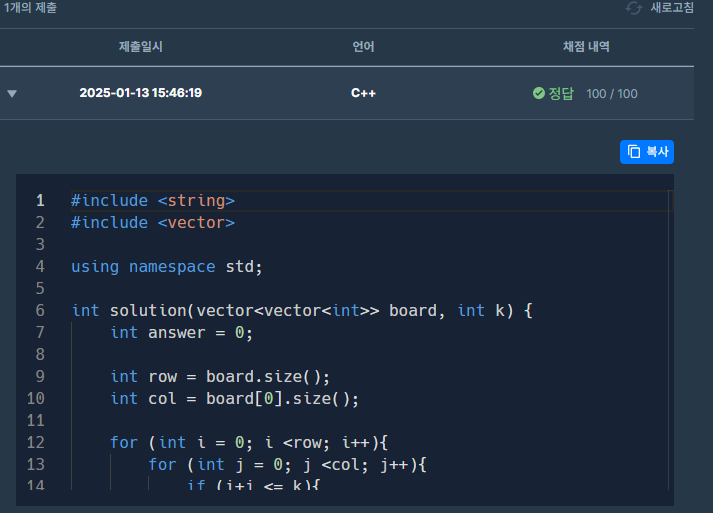 1개의 제출
새로고침
제출일시 언어 채점 내역
2025-01-13 15:46:19 C++ 정답 100 / 100
복사
1 #include <string>
2 #include <vector>
3
4 using namespace std;
5
6 int solution(vector<vector<int>> board, int k) {
7 int answer = 0;
8
9 int row = board.size();
10 int col = board[0].size();
11
12 for (int i = 0; i <row; i++){
13 for (int j = 0; j <col; j++){
14 if (i+j <= k){